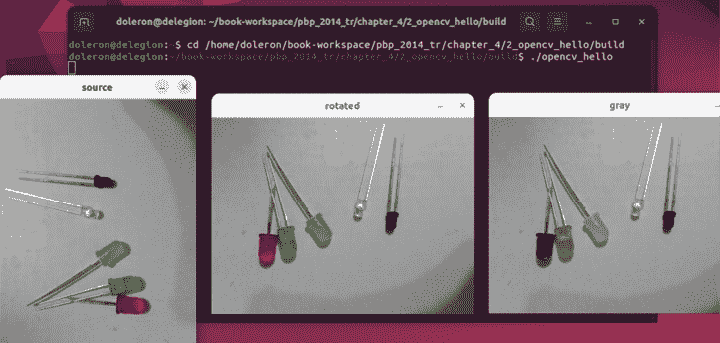 doleron@delegion: ~/book-workspace/pbp_2014_tr/chapter_4/2_opencv_hello/build
doleron@delegion:~$ cd /home/doleron/book-workspace/pbp_2014_tr/chapter_4/2_opencv_hello/build
doleron@delegion:~/book-workspace/pbp_2014_tr/chapter_4/2_opencv_hello/build$ ./opencv_hello
source
rotated
gray